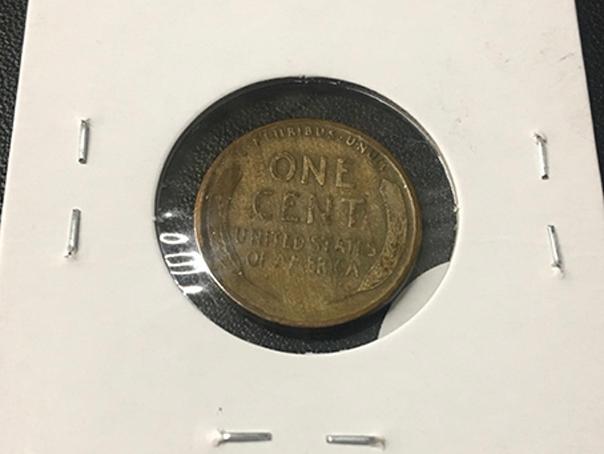 PLURIBUS·UNUM
ONE
CENT
UNITED STATES
OF AMERICA